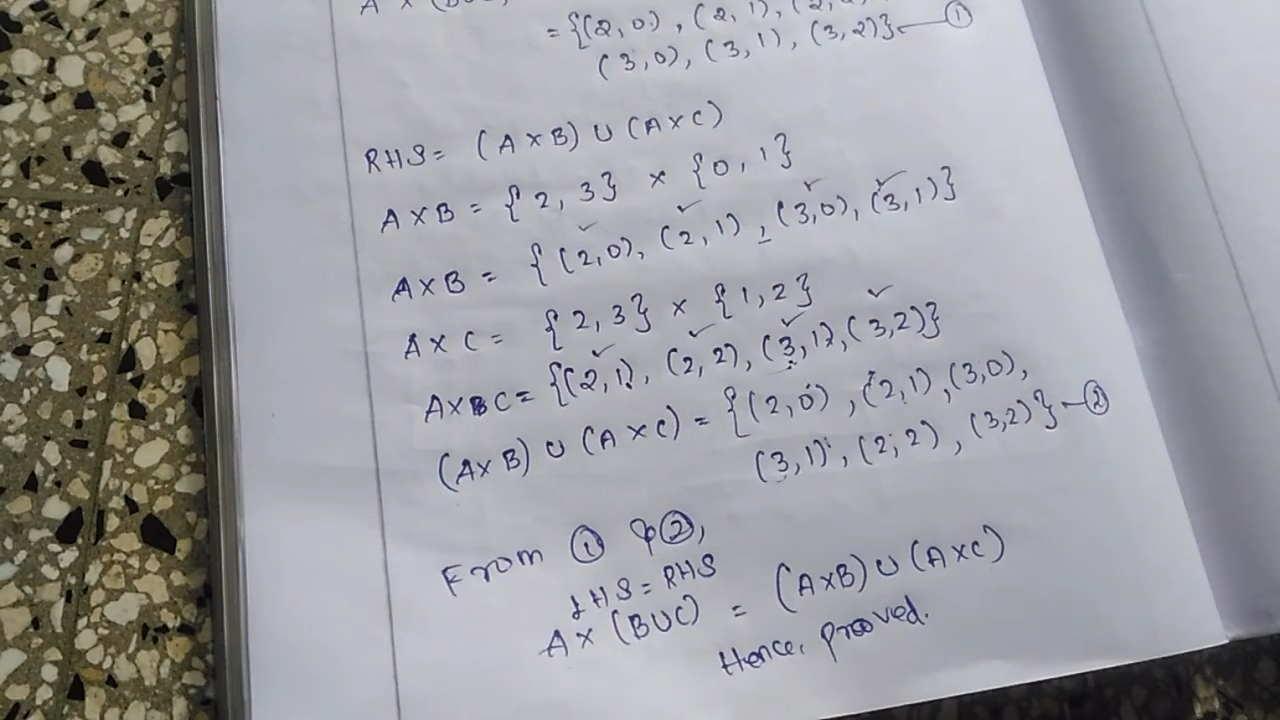 A × (B∪C)
= {(2,0), (2,1), (2,2),
(3,0), (3,1), (3,2)} — ①
RHS = (A×B) ∪ (A×C)
A×B = {2, 3} × {0, 1}
A×B = {(2,0), (2,1), (3,0), (3,1)}
A×C = {2, 3} × {1, 2}
A×C = {(2,1), (2,2), (3,1), (3,2)}
(A×B) ∪ (A×C) = {(2,0), (2,1), (3,0),
(3,1), (2,2), (3,2)} — ②
From ① & ②,
LHS = RHS
A× (B∪C) = (A×B) ∪ (A×C)
Hence, prooved.